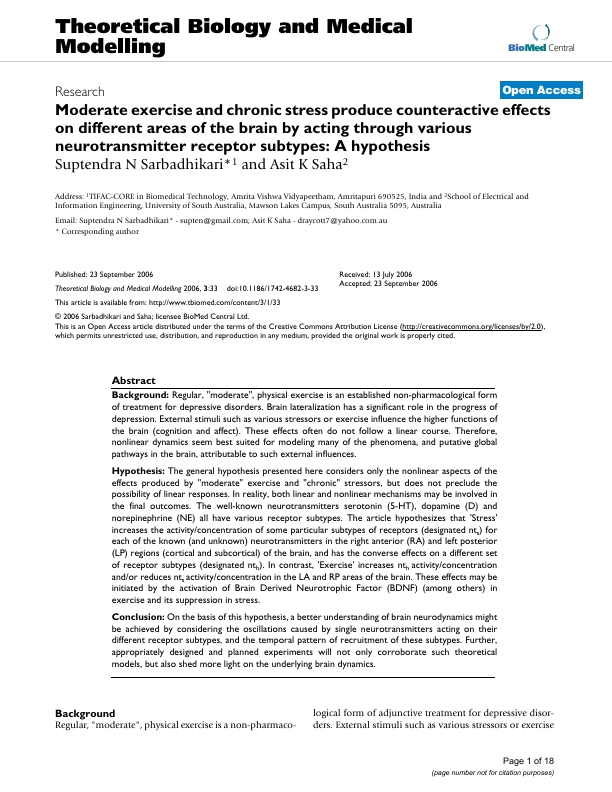 Theoretical Biology and Medical
Modelling
BioMed Central
Research
Open Access
Moderate exercise and chronic stress produce counteractive effects
on different areas of the brain by acting through various
neurotransmitter receptor subtypes: A hypothesis
Suptendra N Sarbadhikari*1 and Asit K Saha2
Address: 1TIFAC-CORE in Biomedical Technology, Amrita Vishwa Vidyapeetham, Amritapuri 690525, India and 2School of Electrical and
Information Engineering, University of South Australia, Mawson Lakes Campus, South Australia 5095, Australia
Email: Suptendra N Sarbadhikari* - supten@gmail.com; Asit K Saha - draycott7@yahoo.com.au
* Corresponding author
Published: 23 September 2006
Theoretical Biology and Medical Modelling 2006, 3:33 doi:10.1186/1742-4682-3-33
Received: 13 July 2006
Accepted: 23 September 2006
This article is available from: http://www.tbiomed.com/content/3/1/33
© 2006 Sarbadhikari and Saha; licensee BioMed Central Ltd.
This is an Open Access article distributed under the terms of the Creative Commons Attribution License (http://creativecommons.org/licenses/by/2.0),
which permits unrestricted use, distribution, and reproduction in any medium, provided the original work is properly cited.
Abstract
Background: Regular, "moderate", physical exercise is an established non-pharmacological form
of treatment for depressive disorders. Brain lateralization has a significant role in the progress of
depression. External stimuli such as various stressors or exercise influence the higher functions of
the brain (cognition and affect). These effects often do not follow a linear course. Therefore,
nonlinear dynamics seem best suited for modeling many of the phenomena, and putative global
pathways in the brain, attributable to such external influences.
Hypothesis: The general hypothesis presented here considers only the nonlinear aspects of the
effects produced by "moderate" exercise and "chronic" stressors, but does not preclude the
possibility of linear responses. In reality, both linear and nonlinear mechanisms may be involved in
the final outcomes. The well-known neurotransmitters serotonin (5-HT), dopamine (D) and
norepinephrine (NE) all have various receptor subtypes. The article hypothesizes that 'Stress'
increases the activity/concentration of some particular subtypes of receptors (designated nts) for
each of the known (and unknown) neurotransmitters in the right anterior (RA) and left posterior
(LP) regions (cortical and subcortical) of the brain, and has the converse effects on a different set
of receptor subtypes (designated nth). In contrast, 'Exercise' increases nth activity/concentration
and/or reduces nts activity/concentration in the LA and RP areas of the brain. These effects may be
initiated by the activation of Brain Derived Neurotrophic Factor (BDNF) (among others) in
exercise and its suppression in stress.
Conclusion: On the basis of this hypothesis, a better understanding of brain neurodynamics might
be achieved by considering the oscillations caused by single neurotransmitters acting on their
different receptor subtypes, and the temporal pattern of recruitment of these subtypes. Further,
appropriately designed and planned experiments will not only corroborate such theoretical
models, but also shed more light on the underlying brain dynamics.
Background
Regular, "moderate", physical exercise is a non-pharmaco-
logical form of adjunctive treatment for depressive disor-
ders. External stimuli such as various stressors or exercise
Page 1 of 18
(page number not for citation purposes)